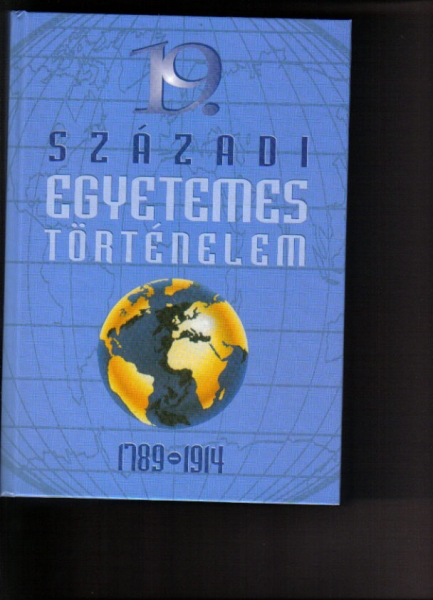 19.
SZÁZADI
EGYETEMES
TÖRTÉNELEM
1789-1914